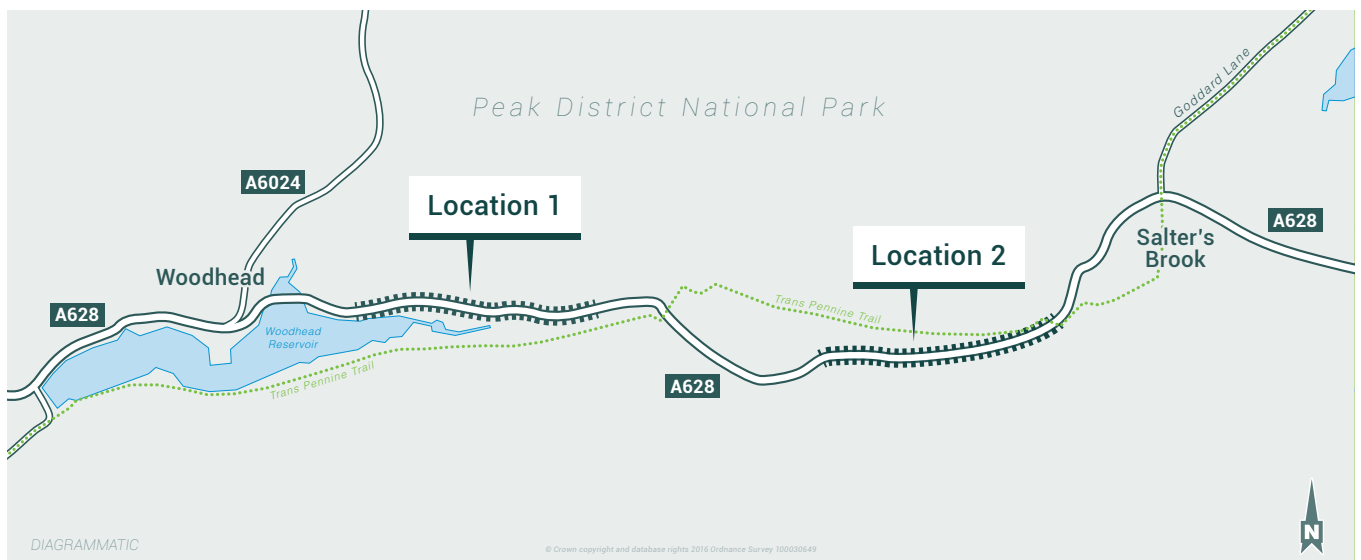 Goddard Lane
Peak District National Park
A6024
Location 1
A628
Salter's
Brook
Location 2
Woodhead
Trans Pennine Trail
A628
Woodhead
Reservoir
Trans Pennine Trail
A628
N
DIAGRAMMATIC
© Crown copyright and database rights 2016 Ordinance Survey 100030649